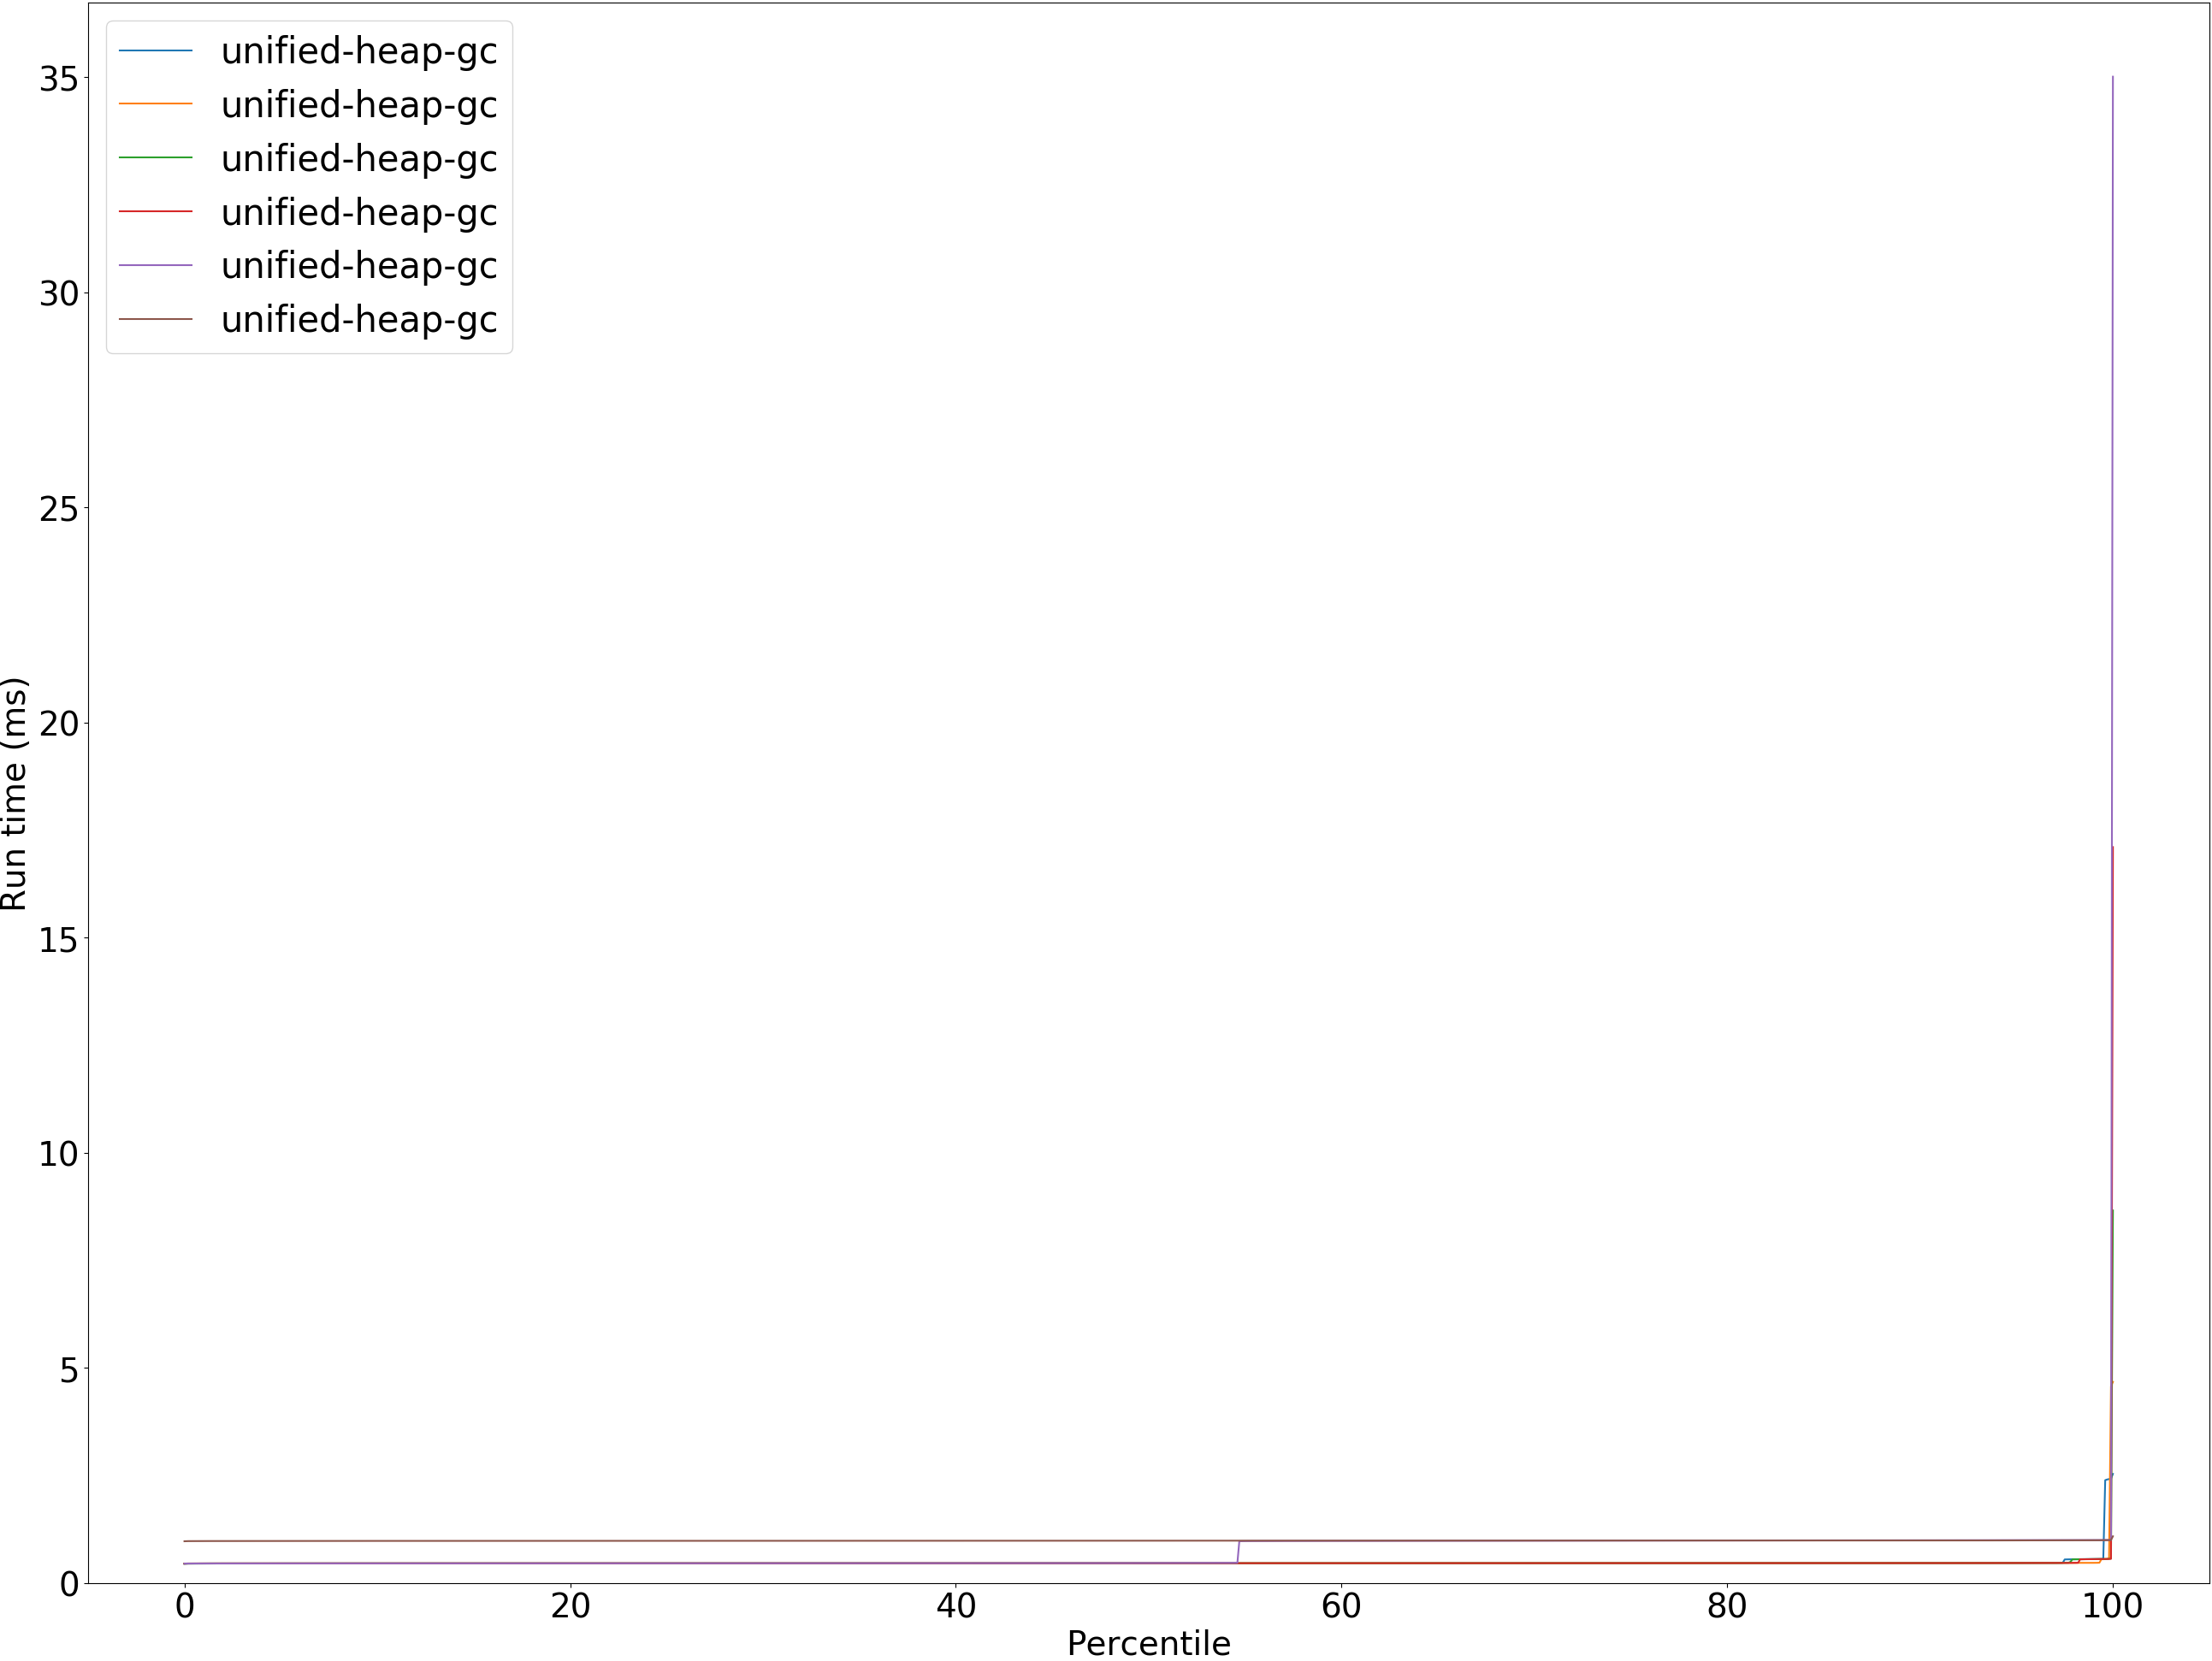 unified-heap-gc
unified-heap-gc
unified-heap-gc
unified-heap-gc
unified-heap-gc
unified-heap-gc
35
30
25
20
15
10
5
0
Run time (ms)
0 20 40 60 80 100
Percentile